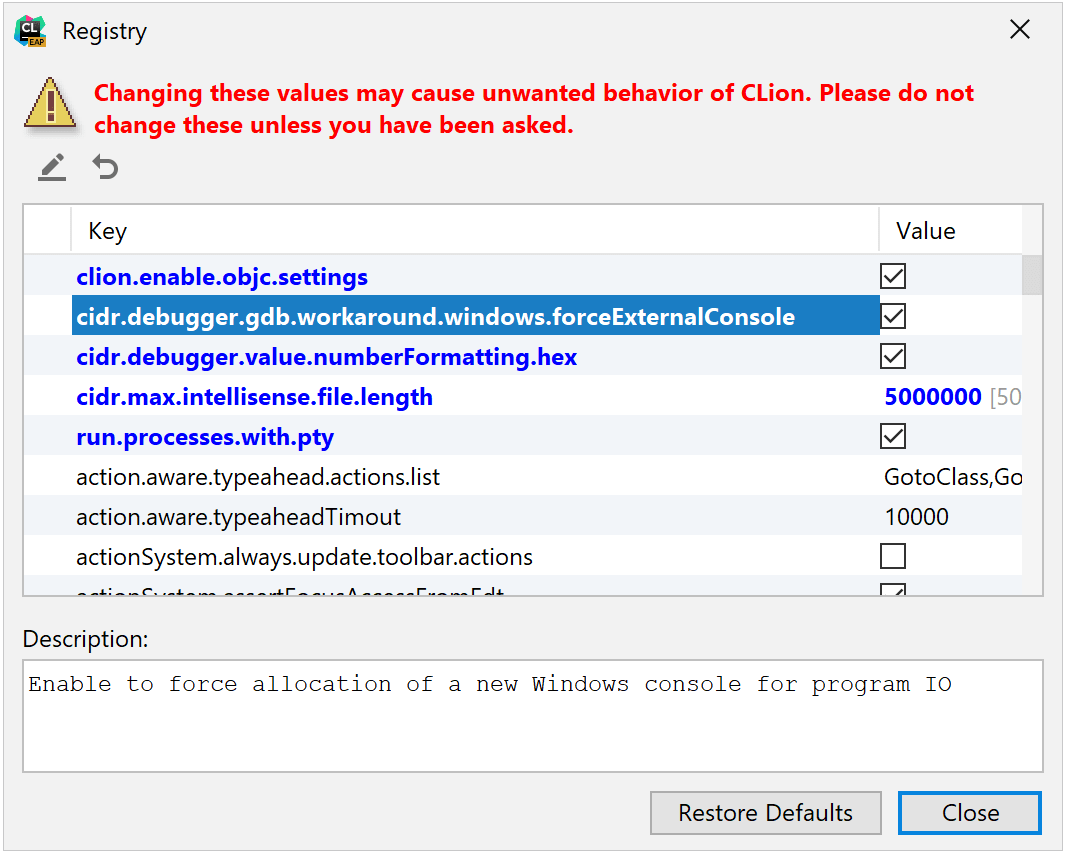 CL
EAP
Registry
Changing these values may cause unwanted behavior of CLion. Please do not
change these unless you have been asked.
Key Value
clion.enable.objc.settings
cidr.debugger.gdb.workaround.windows.forceExternalConsole
cidr.debugger.value.numberFormatting.hex
cidr.max.intellisense.file.length 5000000 [50
run.processes.with.pty
action.aware.typeahead.actions.list GotoClass,Go
action.aware.typeaheadTimout 10000
actionSystem.always.update.toolbar.actions
actionSystem.assertFocusAccessFromEdt
Description:
Enable to force allocation of a new Windows console for program IO
Restore Defaults Close